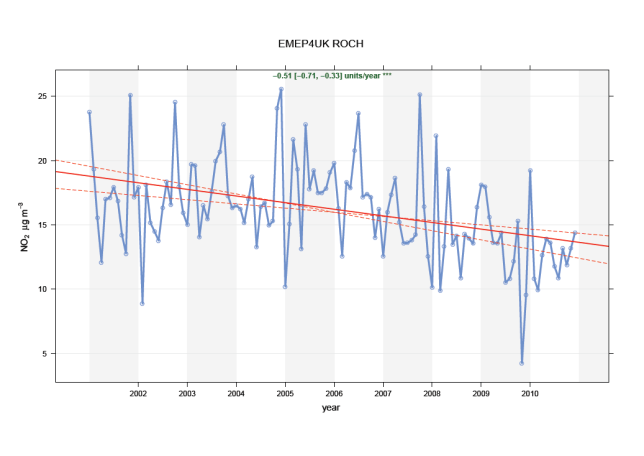 EMEP4UK ROCH
−0.51 [−0.71, −0.33] units/year ***
25
20
15
10
5
NO₂ µg m⁻³
2002 2003 2004 2005 2006 2007 2008 2009 2010
year